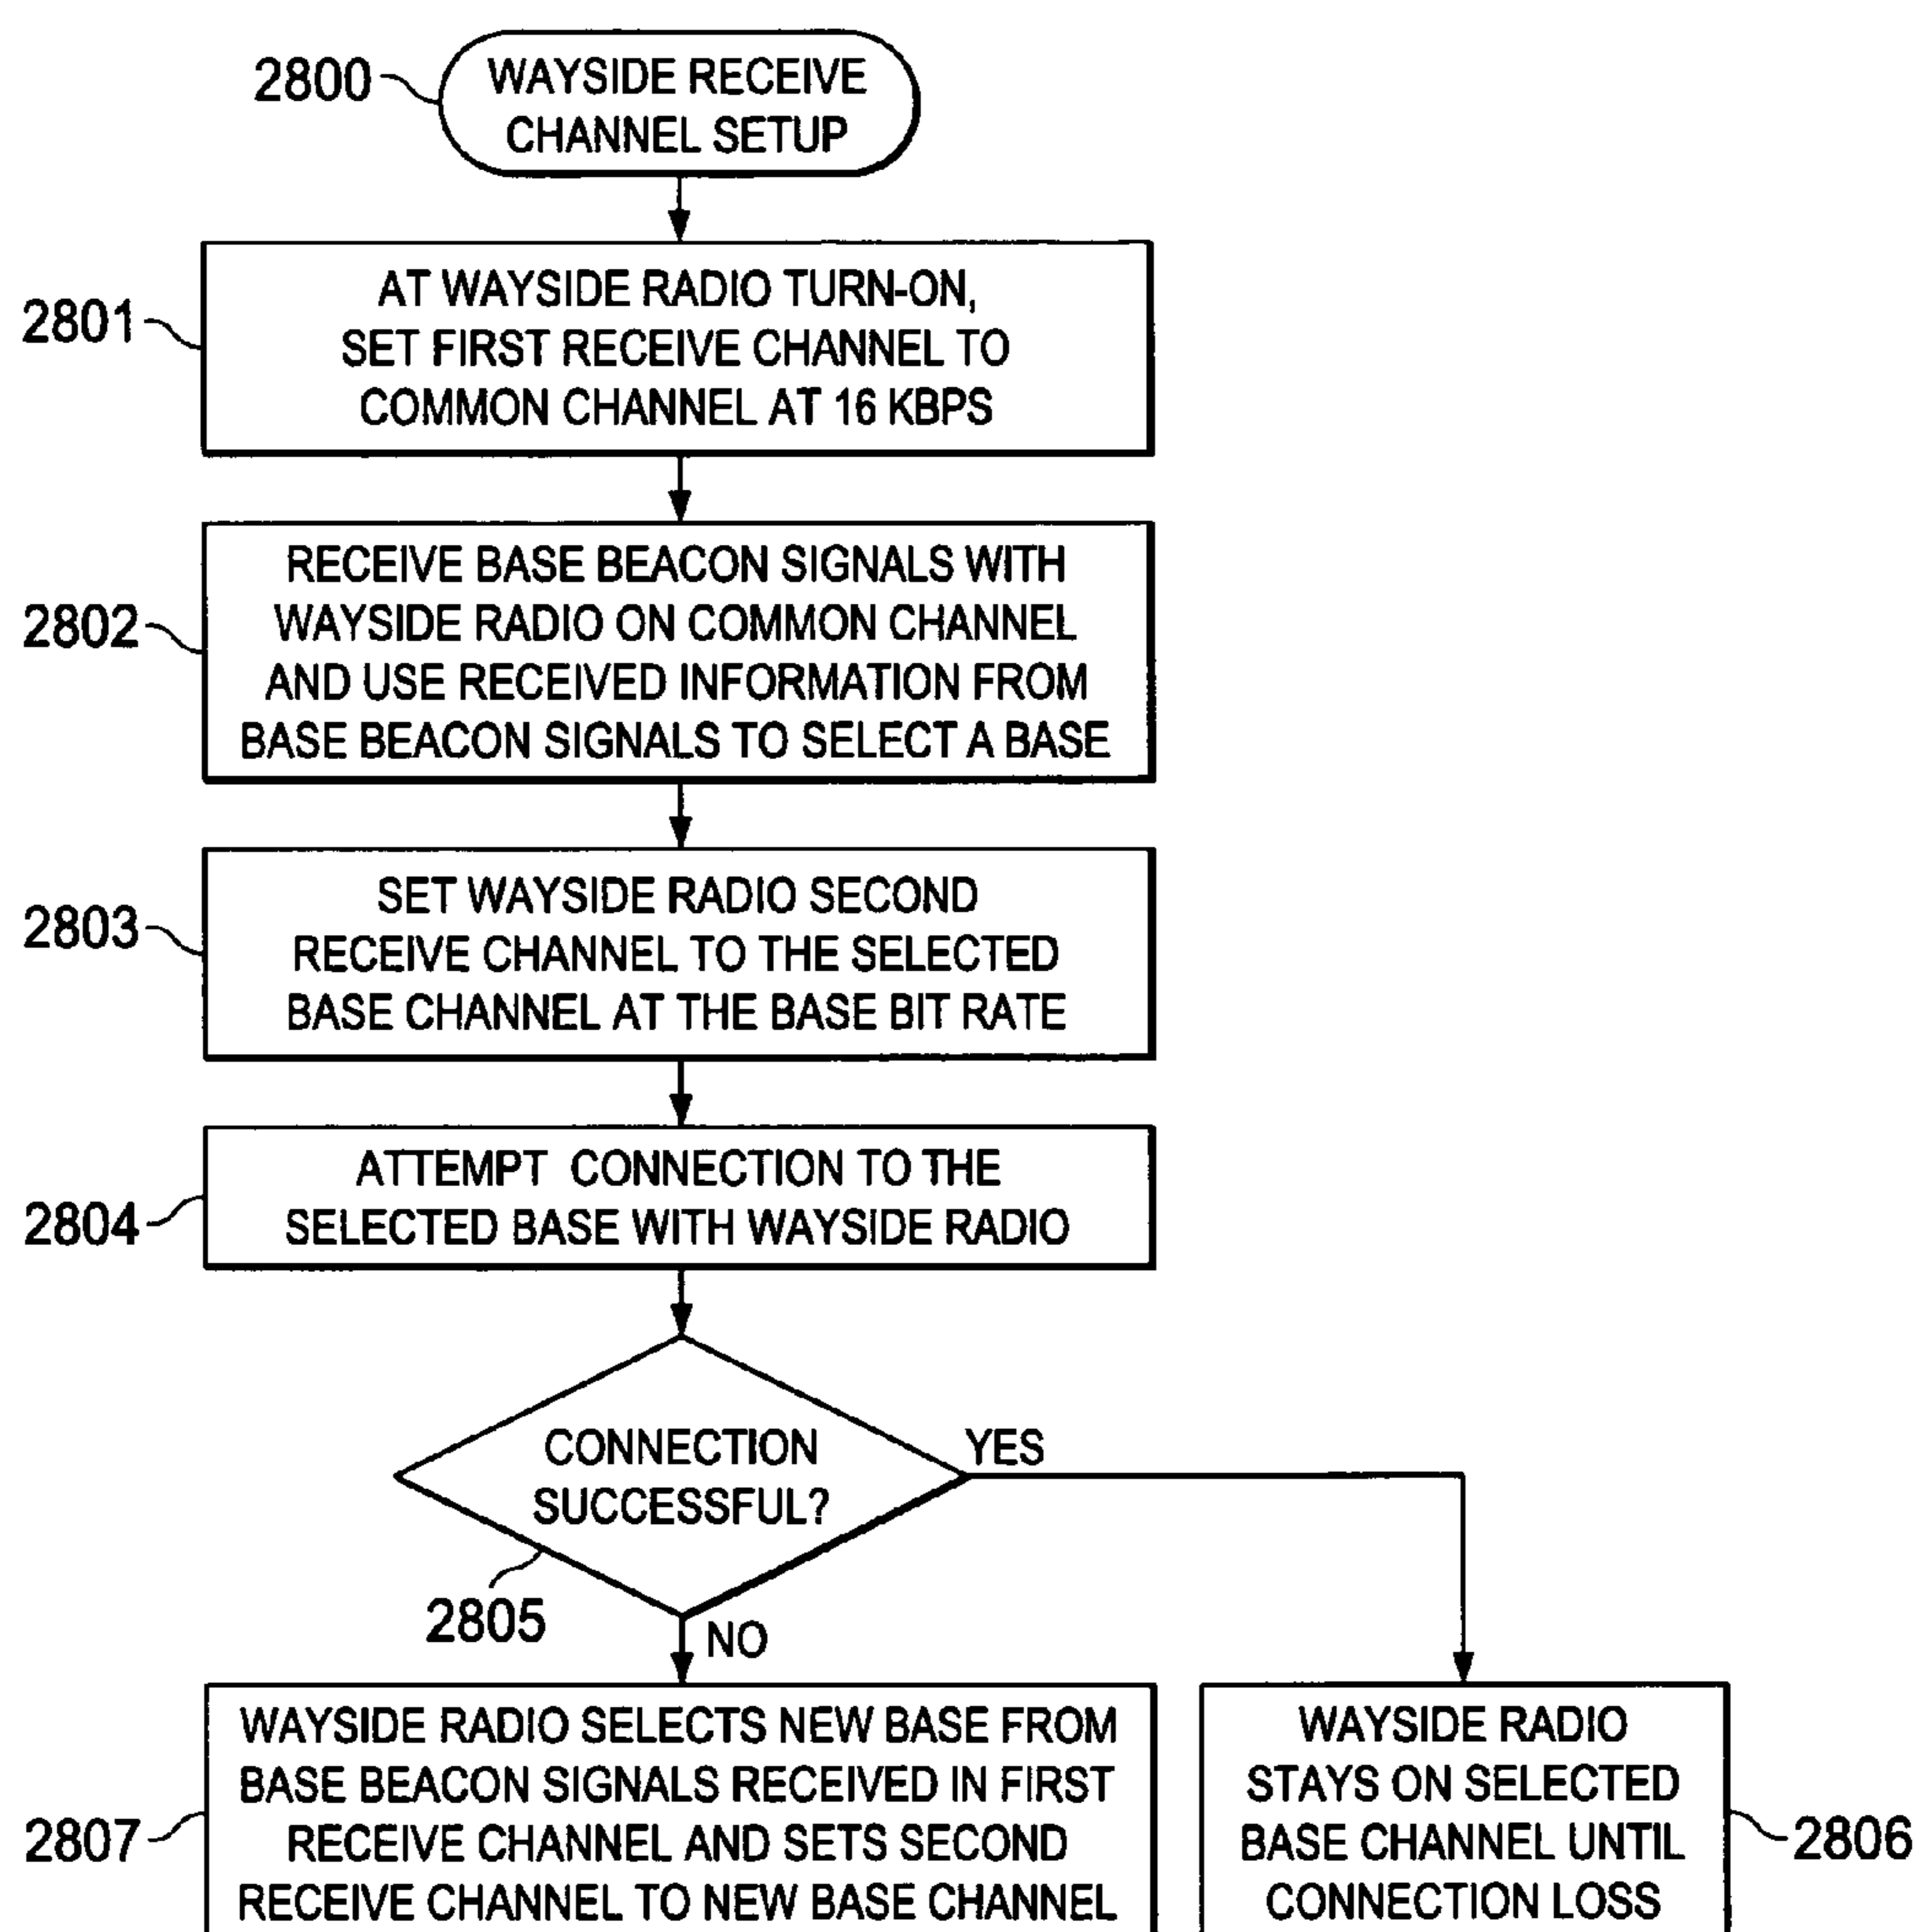 2800
WAYSIDE RECEIVE
CHANNEL SETUP
2801
AT WAYSIDE RADIO TURN-ON,
SET FIRST RECEIVE CHANNEL TO
COMMON CHANNEL AT 16 KBPS
2802
RECEIVE BASE BEACON SIGNALS WITH
WAYSIDE RADIO ON COMMON CHANNEL
AND USE RECEIVED INFORMATION FROM
BASE BEACON SIGNALS TO SELECT A BASE
2803
SET WAYSIDE RADIO SECOND
RECEIVE CHANNEL TO THE SELECTED
BASE CHANNEL AT THE BASE BIT RATE
2804
ATTEMPT CONNECTION TO THE
SELECTED BASE WITH WAYSIDE RADIO
CONNECTION
SUCCESSFUL?
YES
2805
NO
2807
WAYSIDE RADIO SELECTS NEW BASE FROM
BASE BEACON SIGNALS RECEIVED IN FIRST
RECEIVE CHANNEL AND SETS SECOND
RECEIVE CHANNEL TO NEW BASE CHANNEL
WAYSIDE RADIO
STAYS ON SELECTED
BASE CHANNEL UNTIL
CONNECTION LOSS
2806